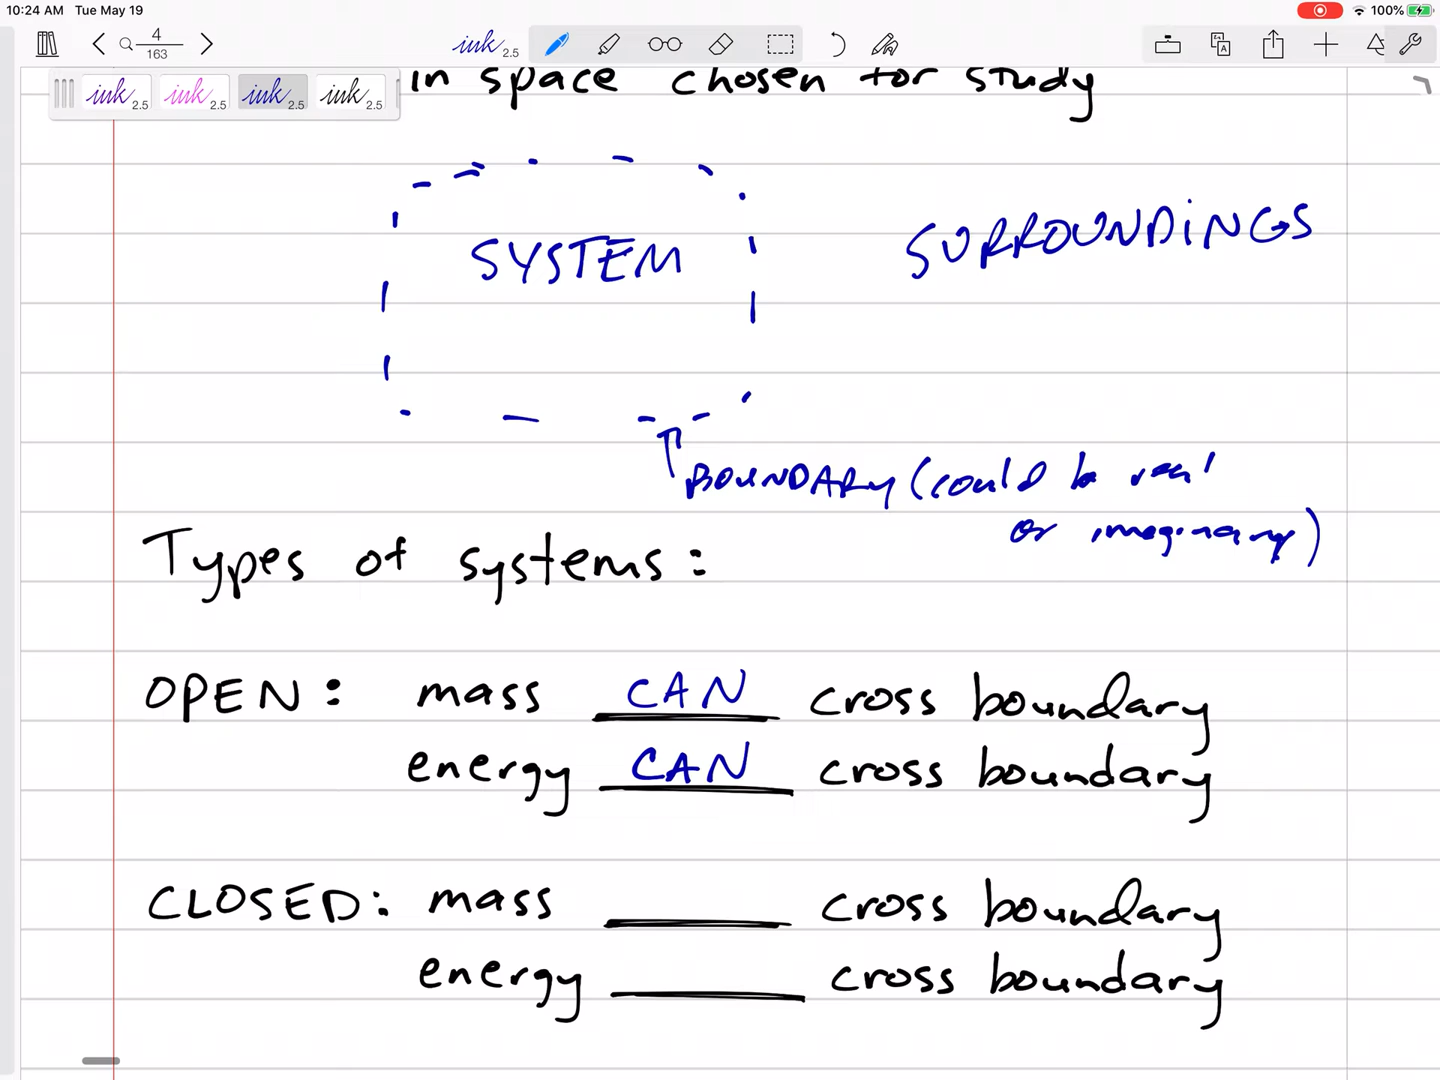 10:24 AM Tue May 19
100%
4
163
ink 2.5
ink 2.5 ink 2.5 ink 2.5 ink 2.5
in space chosen for study
SYSTEM
SURROUNDINGS
BOUNDARY (could be real
or imaginary)
Types of systems:
OPEN: mass CAN cross boundary
energy CAN cross boundary
CLOSED: mass ____ cross boundary
energy ____ cross boundary